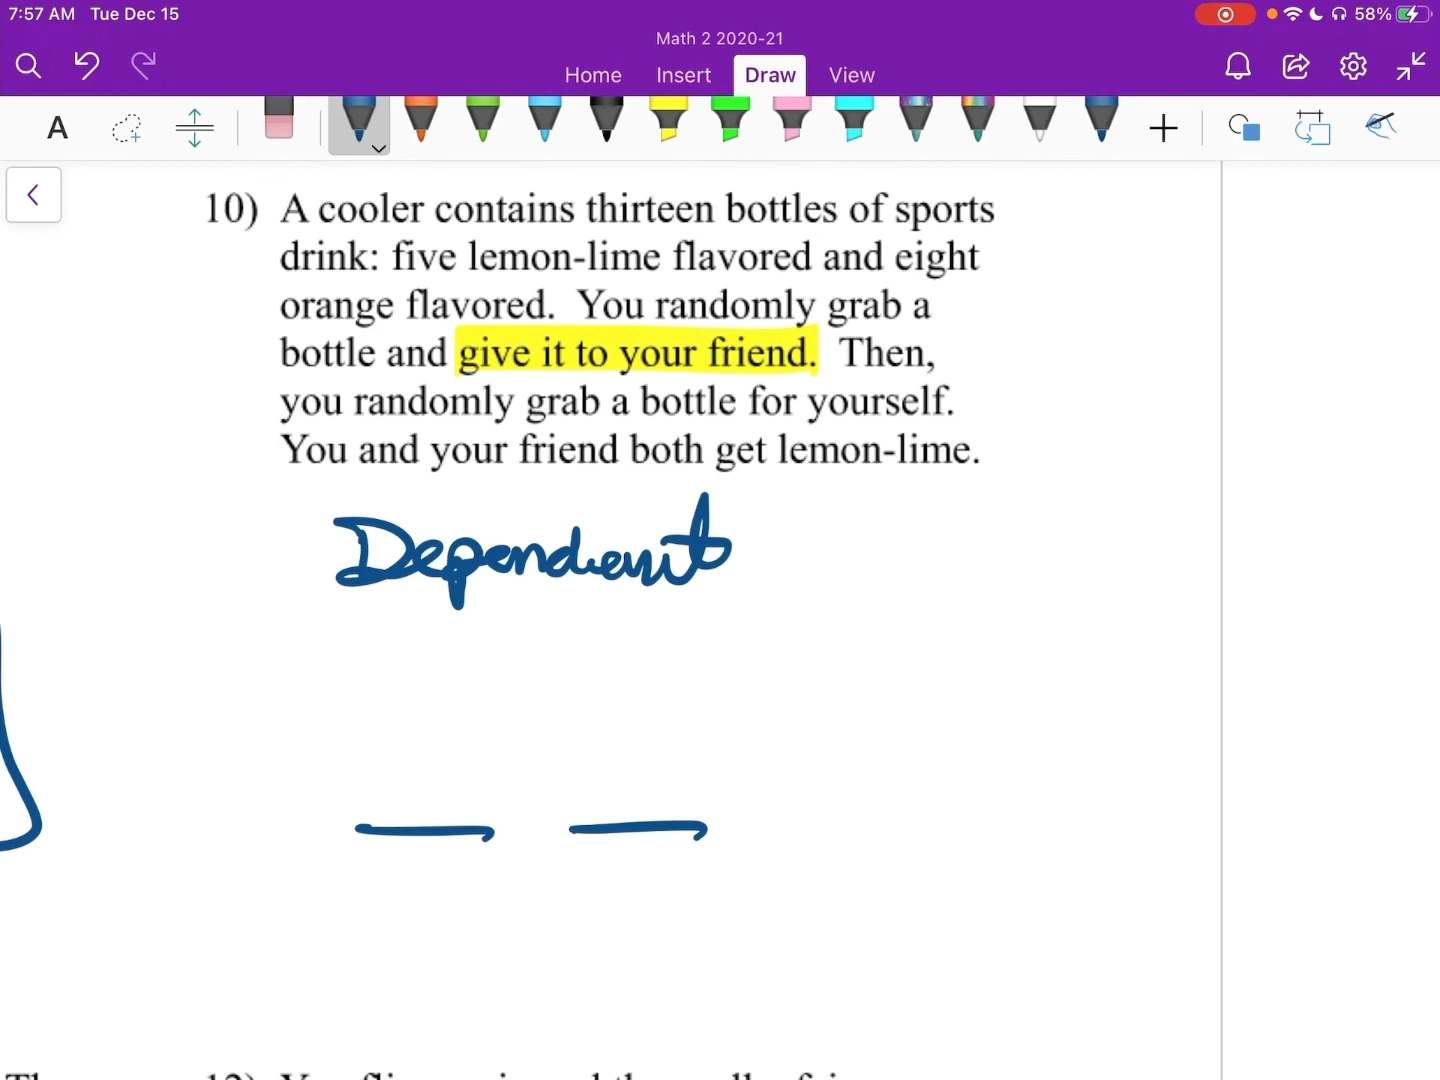 7:57 AM Tue Dec 15
58%
Math 2 2020-21
Home Insert Draw View
A
10) A cooler contains thirteen bottles of sports
drink: five lemon-lime flavored and eight
orange flavored. You randomly grab a
bottle and give it to your friend. Then,
you randomly grab a bottle for yourself.
You and your friend both get lemon-lime.
Dependent